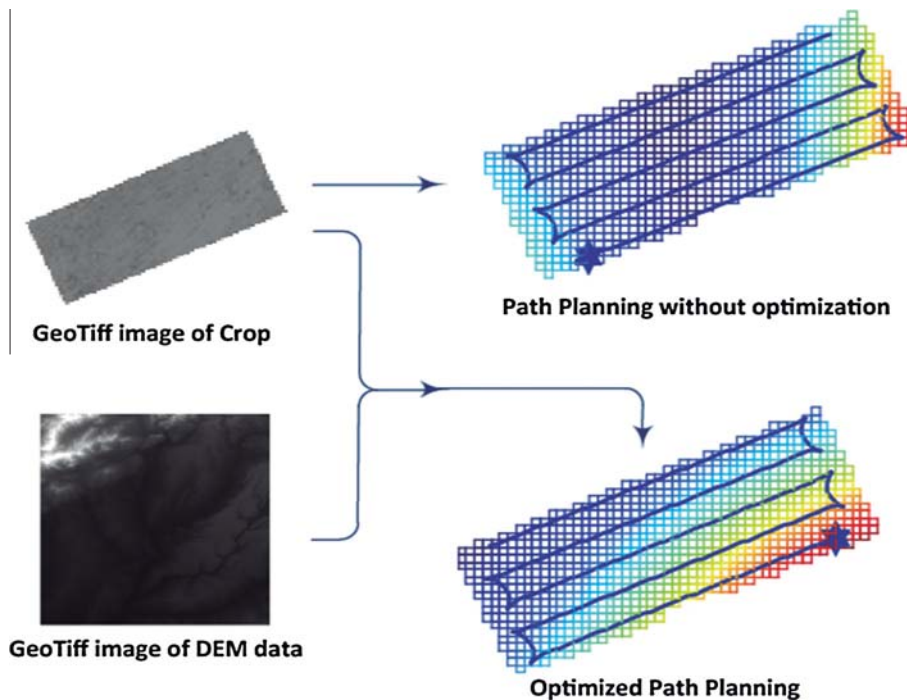 Path Planning without optimization
GeoTiff image of Crop
GeoTiff image of DEM data
Optimized Path Planning